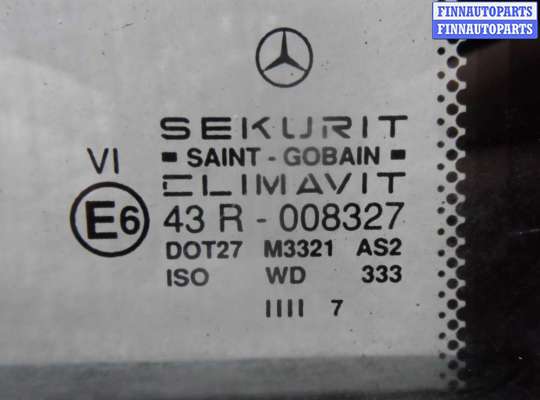 FINNAUTOPARTS
FINNAUTOPARTS
SEKURIT
SAINT - GOBAIN
CLIMAVIT
VI
E6
43 R - 008327
DOT27 M3321 AS2
ISO WD 333
IIII 7